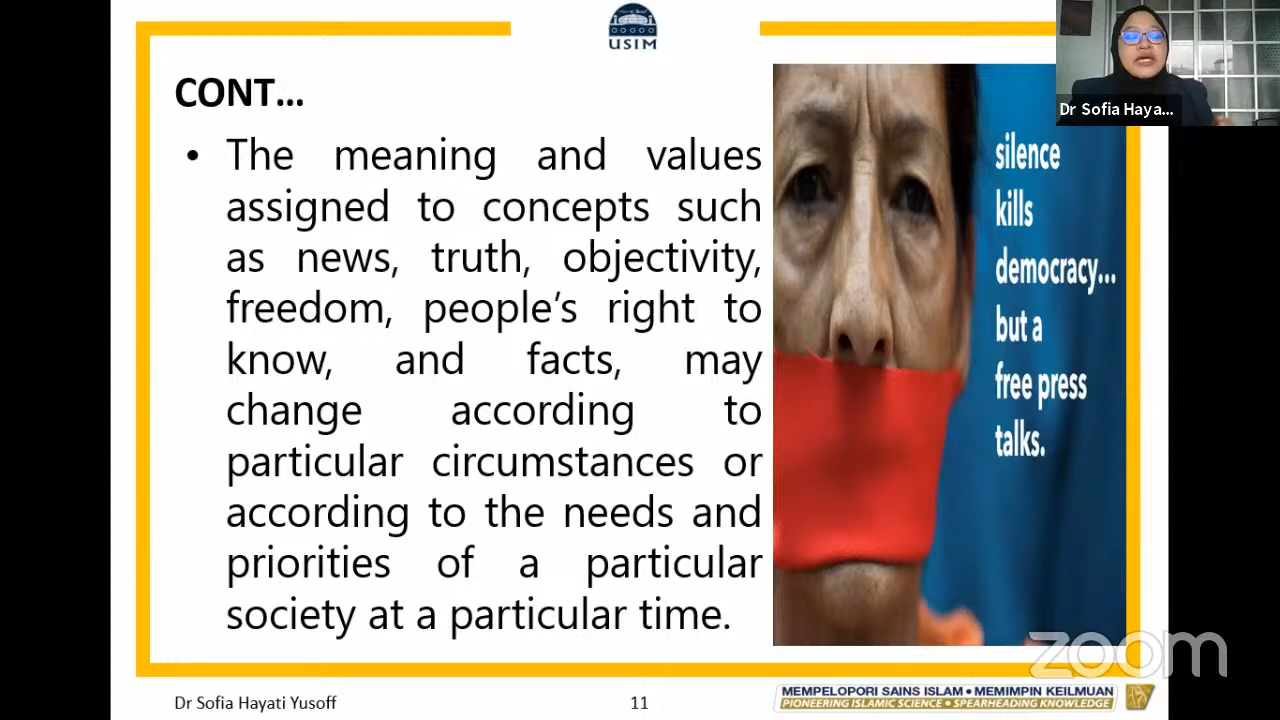 USIM
CONT...
• The meaning and values
assigned to concepts such
as news, truth, objectivity,
freedom, people's right to
know, and facts, may
change according to
particular circumstances or
according to the needs and
priorities of a particular
society at a particular time.
silence
kills
democracy...
but a
free press
talks.
Dr Sofia Haya...
zoom
Dr Sofia Hayati Yusoff
11
MEMPELOPORI SAINS ISLAM • MEMIMPIN KEILMUAN
PIONEERING ISLAMIC SCIENCE • SPEARHEADING KNOWLEDGE